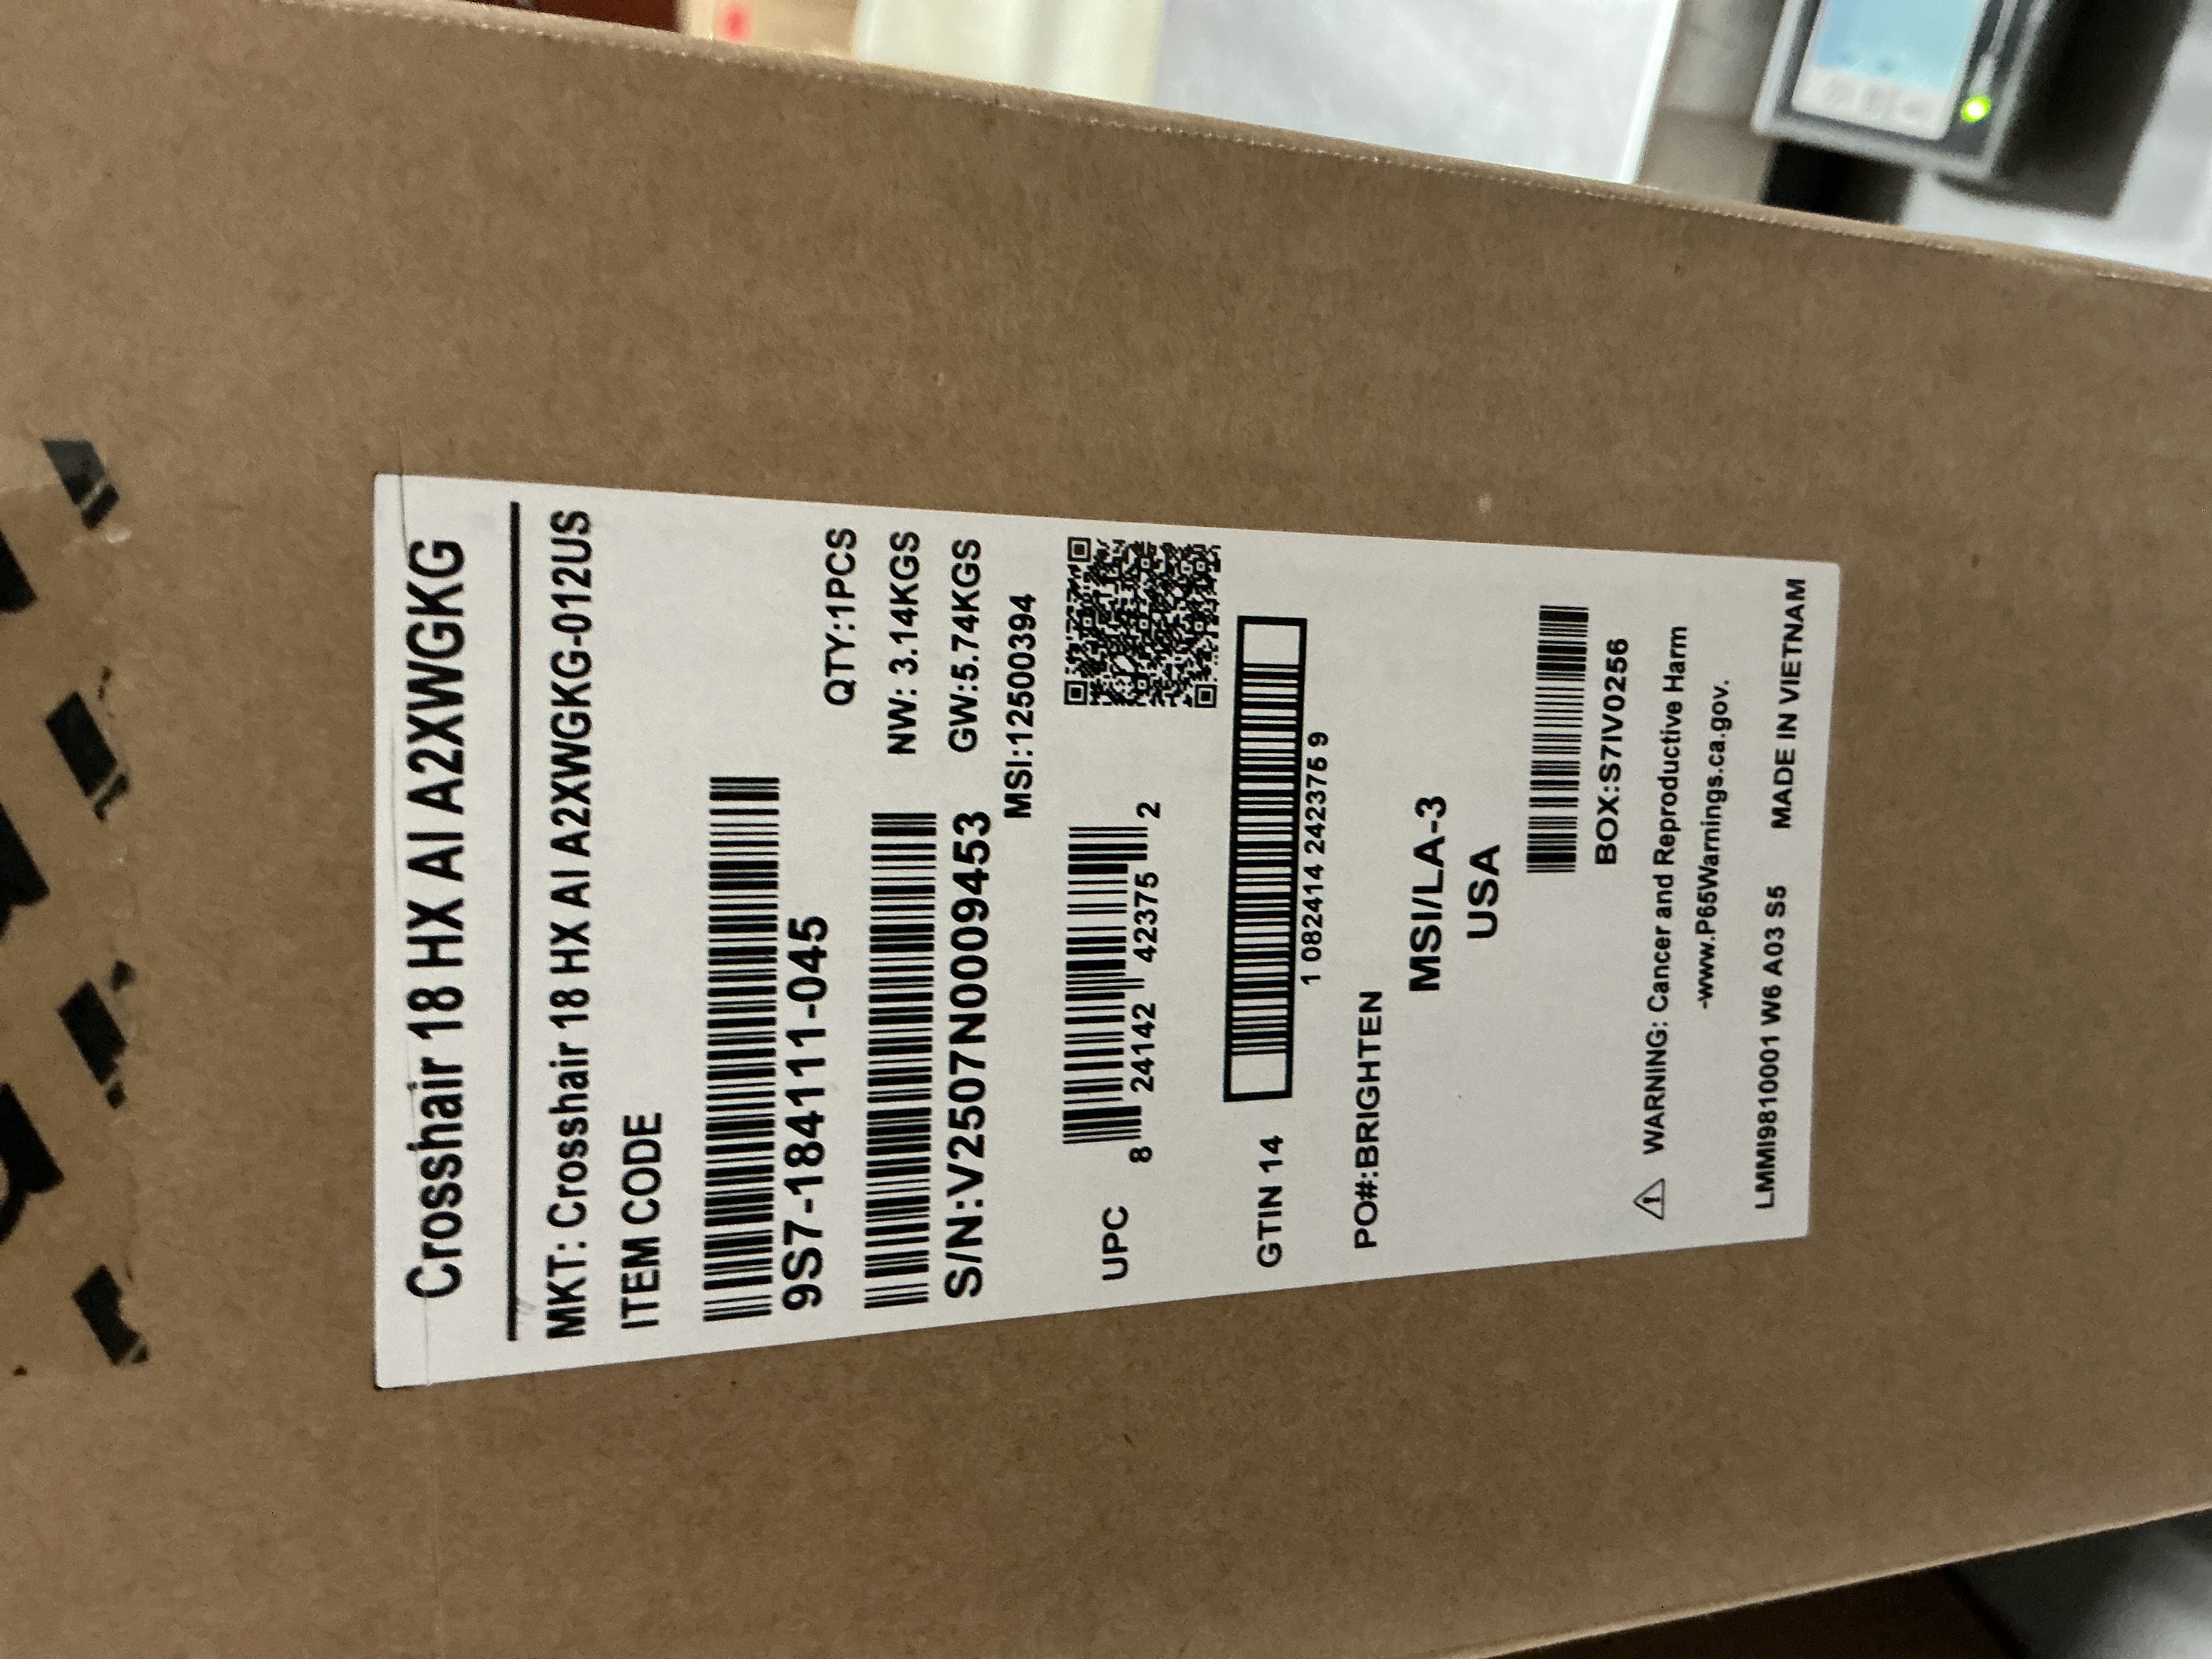 Crosshair 18 HX AI A2XWGKG
MKT: Crosshair 18 HX AI A2XWGKG-012US
ITEM CODE
9S7-184111-045
QTY:1PCS
S/N:V2507N0009453
NW: 3.14KGS
GW:5.74KGS
MSI:12500394
UPC
8 24142 42375 2
GTIN 14
1 082414 242375 9
PO#:BRIGHTEN
MSI/LA-3
USA
BOX:S7IV0256
WARNING: Cancer and Reproductive Harm
-www.P65Warnings.ca.gov.
LMMI9810001 W6 A03 S5 MADE IN VIETNAM